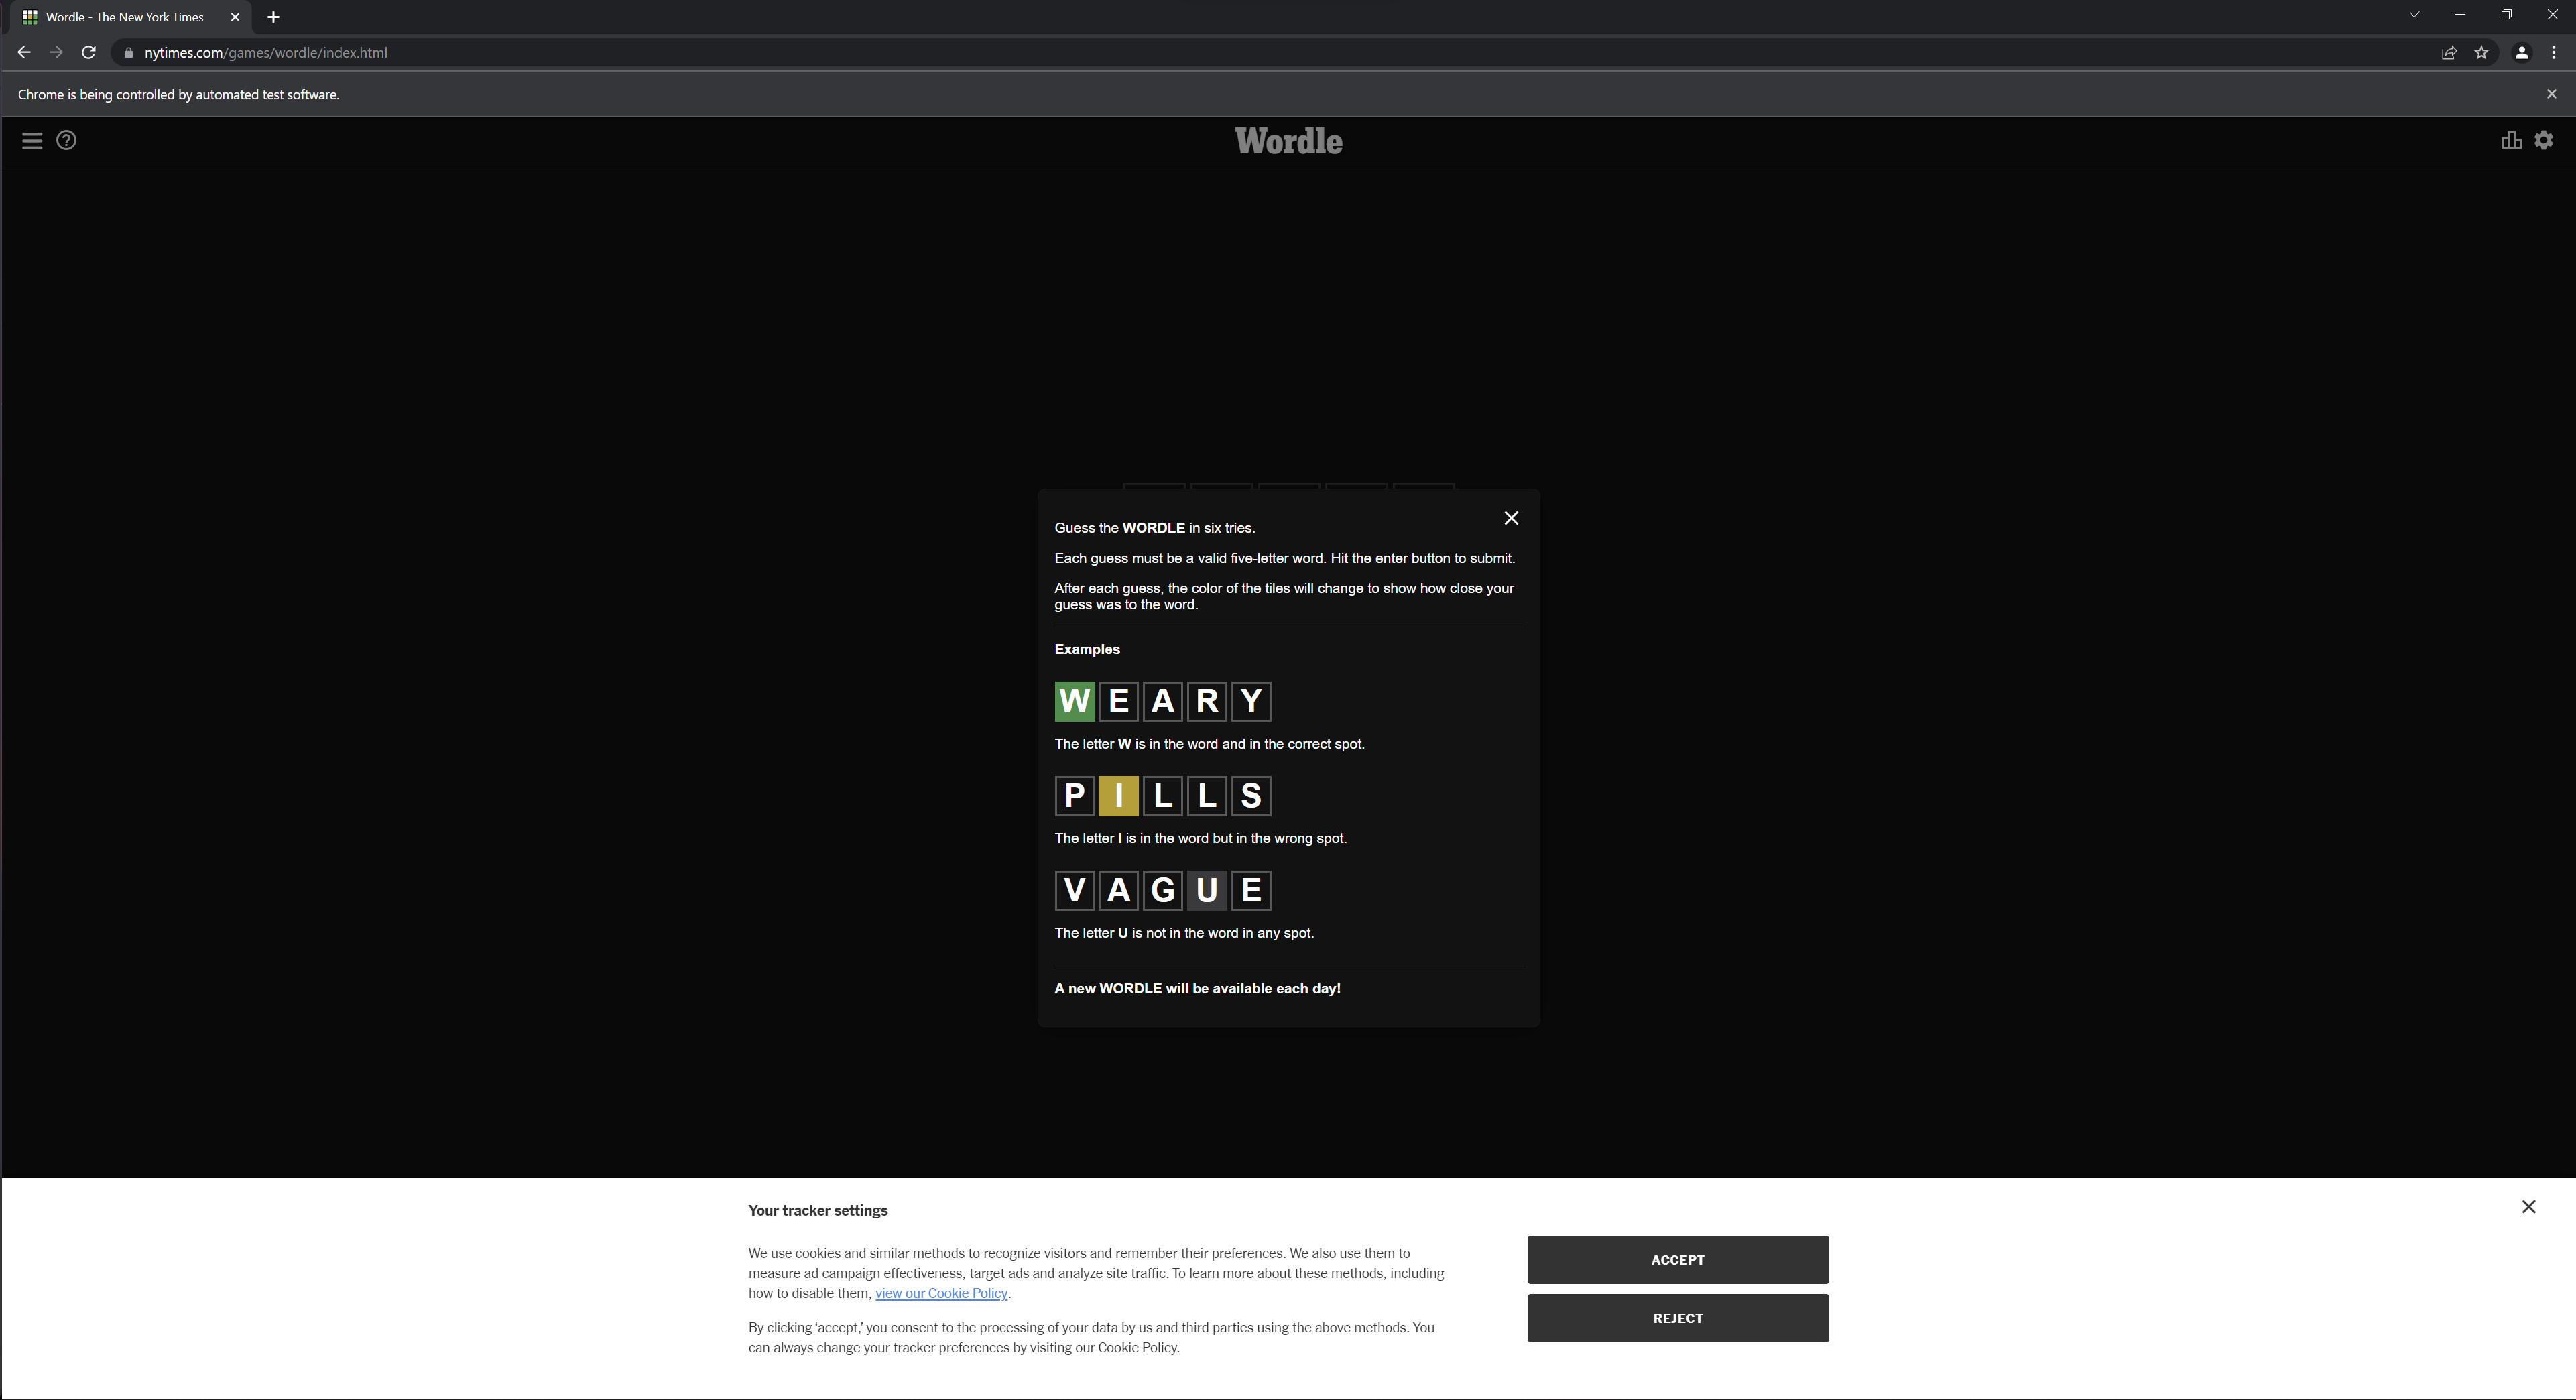 Wordle - The New York Times
nytimes.com/games/wordle/index.html
Chrome is being controlled by automated test software.
Wordle
Guess the WORDLE in six tries.
Each guess must be a valid five-letter word. Hit the enter button to submit.
After each guess, the color of the tiles will change to show how close your
guess was to the word.
Examples
WEARY
The letter W is in the word and in the correct spot.
PILLS
The letter I is in the word but in the wrong spot.
VAGUE
The letter U is not in the word in any spot.
A new WORDLE will be available each day!
Your tracker settings
We use cookies and similar methods to recognize visitors and remember their preferences. We also use them to
measure ad campaign effectiveness, target ads and analyze site traffic. To learn more about these methods, including
how to disable them, view our Cookie Policy.
By clicking ‘accept,’ you consent to the processing of your data by us and third parties using the above methods. You
can always change your tracker preferences by visiting our Cookie Policy.
ACCEPT
REJECT